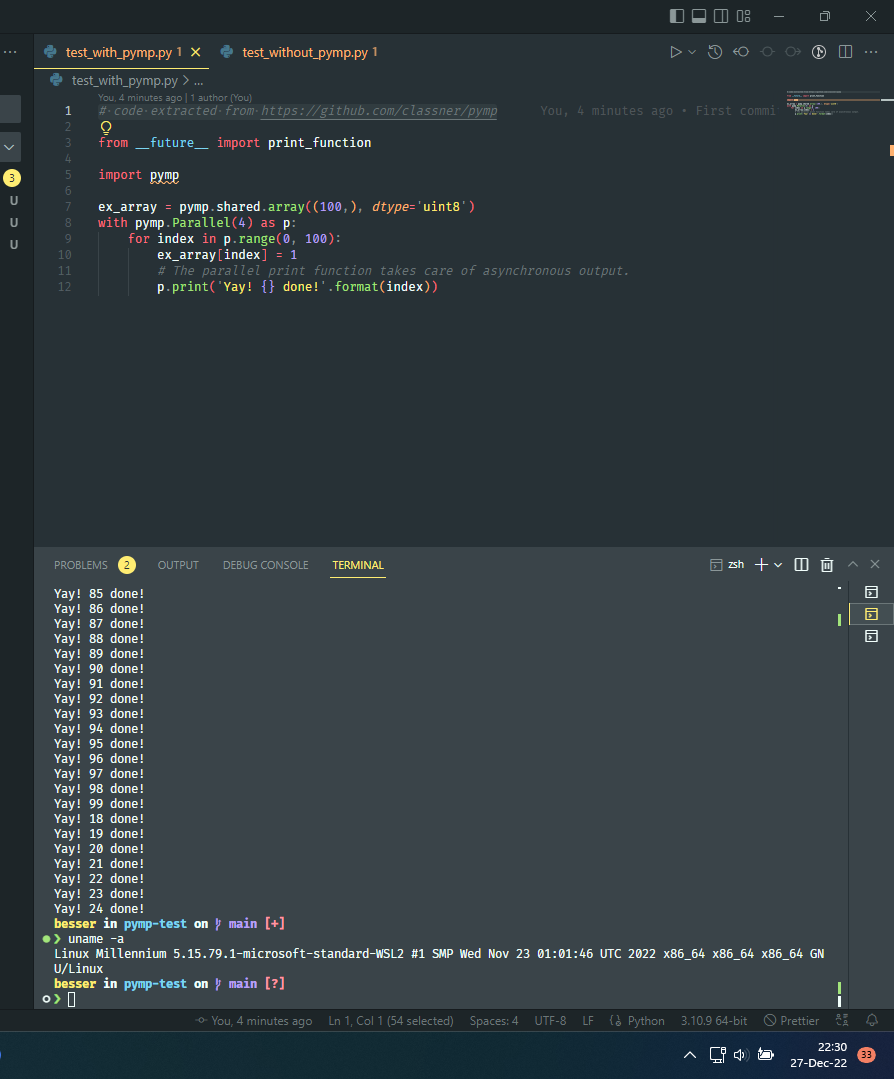 test_with_pymp.py 1
test_without_pymp.py 1
test_with_pymp.py > ...
You, 4 minutes ago | 1 author (You)
1 # code extracted from https://github.com/classner/pymp You, 4 minutes ago • First commi
2
3 from __future__ import print_function
4
5 import pymp
6
7 ex_array = pymp.shared.array((100,), dtype='uint8')
8 with pymp.Parallel(4) as p:
9 for index in p.range(0, 100):
10 ex_array[index] = 1
11 # The parallel print function takes care of asynchronous output.
12 p.print('Yay! {} done!'.format(index))
3
U
U
U
PROBLEMS 2 OUTPUT DEBUG CONSOLE TERMINAL zsh
Yay! 85 done!
Yay! 86 done!
Yay! 87 done!
Yay! 88 done!
Yay! 89 done!
Yay! 90 done!
Yay! 91 done!
Yay! 92 done!
Yay! 93 done!
Yay! 94 done!
Yay! 95 done!
Yay! 96 done!
Yay! 97 done!
Yay! 98 done!
Yay! 99 done!
Yay! 18 done!
Yay! 19 done!
Yay! 20 done!
Yay! 21 done!
Yay! 22 done!
Yay! 23 done!
Yay! 24 done!
besser in pymp-test on main [+]
❯ uname -a
Linux Millennium 5.15.79.1-microsoft-standard-WSL2 #1 SMP Wed Nov 23 01:01:46 UTC 2022 x86_64 x86_64 x86_64 GN
U/Linux
besser in pymp-test on main [?]
❯
You, 4 minutes ago Ln 1, Col 1 (54 selected) Spaces: 4 UTF-8 LF Python 3.10.9 64-bit Prettier
22:30
27-Dec-22
33